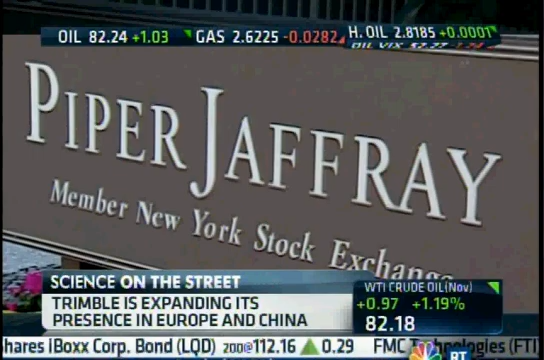 OIL 82.24 +1.03 GAS 2.6225 -0.0282 H. OIL 2.8185 +0.0001
OIL VIX
PIPER JAFFRAY
Member New York Stock Exchange
SCIENCE ON THE STREET
TRIMBLE IS EXPANDING ITS
PRESENCE IN EUROPE AND CHINA
WTI CRUDE OIL(Nov)
+0.97 +1.19%
82.18
hares iBoxx Corp. Bond (LQD) 200@112.16 0.29 FMC Technologies (FTI
RT